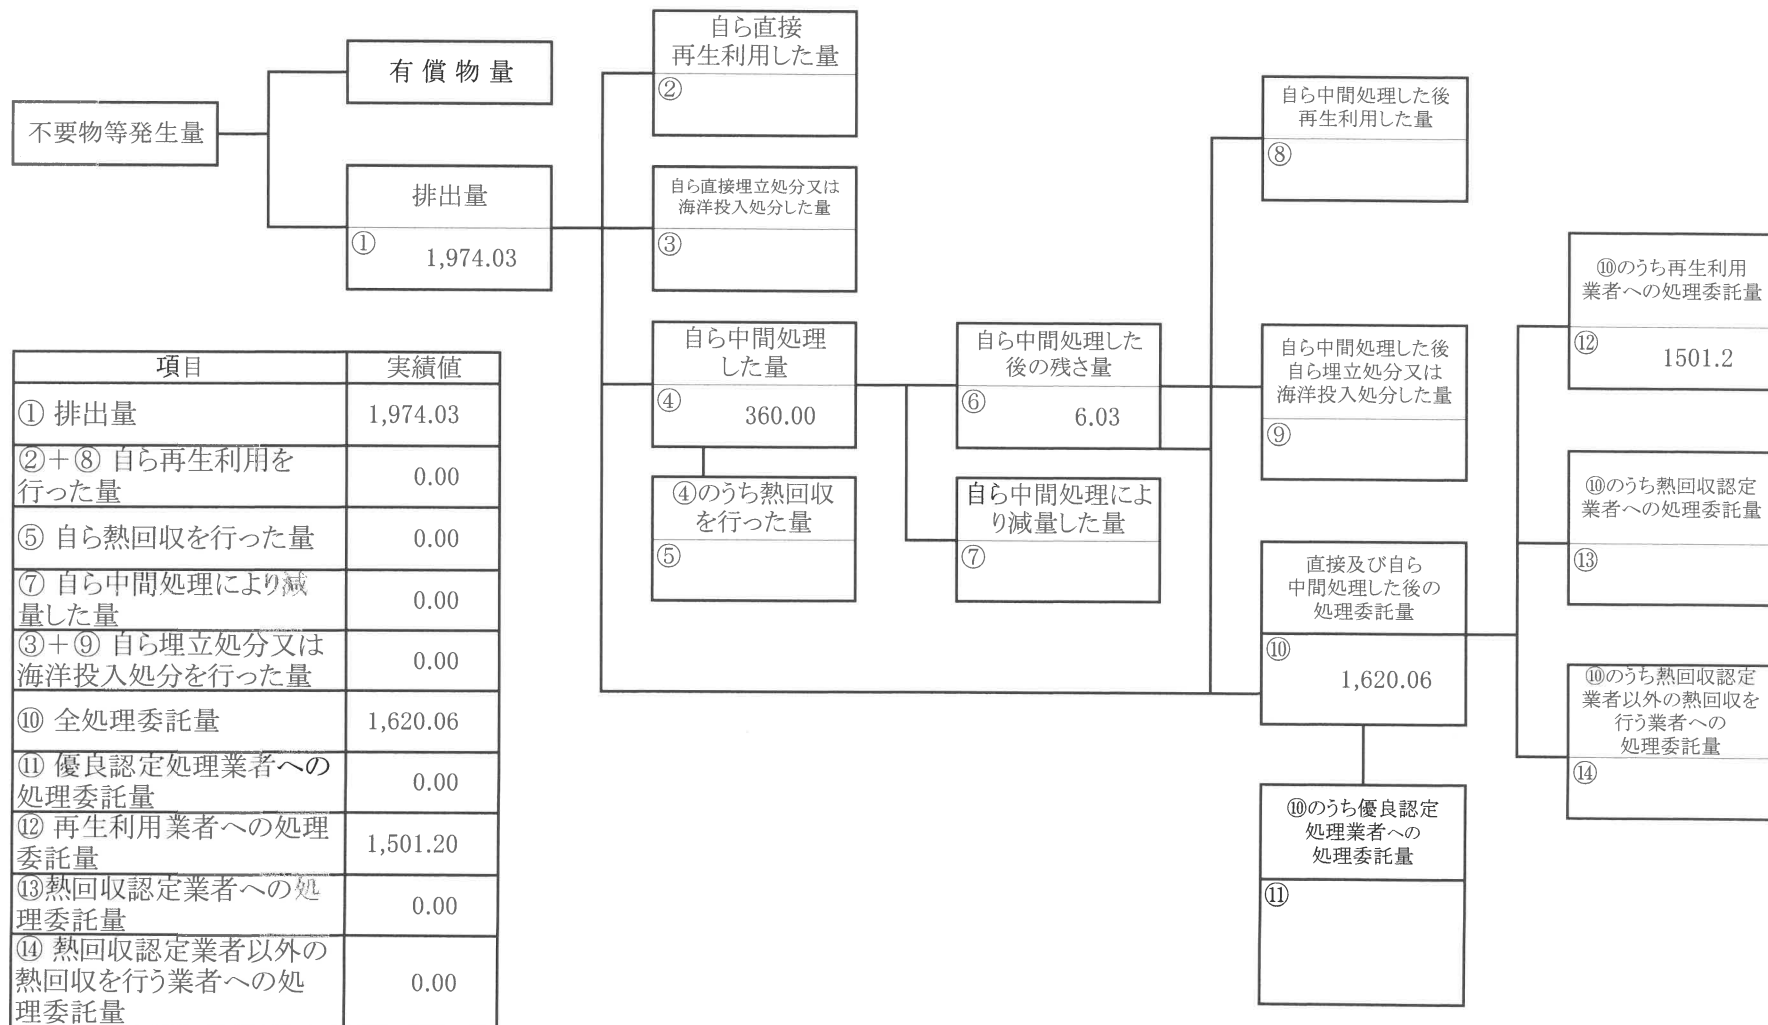 不要物等発生量
有償物量
排出量
①
1,974.03
自ら直接
再生利用した量
②
自ら直接埋立処分又は
海洋投入処分した量
③
自ら中間処理
した量
④
360.00
④のうち熱回収
を行った量
⑤
自ら中間処理した
後の残さ量
⑥
6.03
自ら中間処理によ
り減量した量
⑦
自ら中間処理した後
再生利用した量
⑧
自ら中間処理した後
自ら埋立処分又は
海洋投入処分した量
⑨
直接及び自ら
中間処理した後の
処理委託量
⑩
1,620.06
⑩のうち優良認定
処理業者への
処理委託量
⑪
⑩のうち再生利用
業者への処理委託量
⑫
1501.2
⑩のうち熱回収認定
業者への処理委託量
⑬
⑩のうち熱回収認定
業者以外の熱回収を
行う業者への
処理委託量
⑭
項目 実績値
① 排出量 1,974.03
②＋⑧ 自ら再生利用を
行った量 0.00
⑤ 自ら熱回収を行った量 0.00
⑦ 自ら中間処理により減
量した量 0.00
③＋⑨ 自ら埋立処分又は
海洋投入処分を行った量 0.00
⑩ 全処理委託量 1,620.06
⑪ 優良認定処理業者への
処理委託量 0.00
⑫ 再生利用業者への処理
委託量 1,501.20
⑬熱回収認定業者への処
理委託量 0.00
⑭ 熱回収認定業者以外の
熱回収を行う業者への処
理委託量 0.00